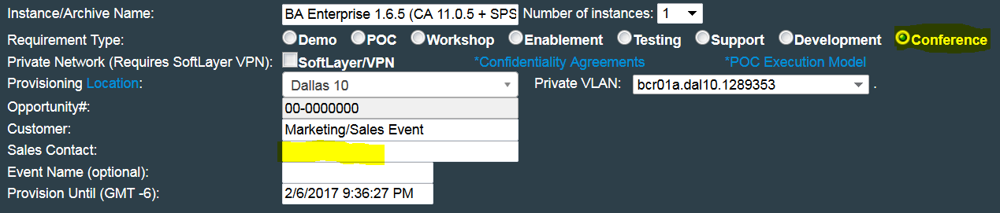 Instance/Archive Name: BA Enterprise 1.6.5 (CA 11.0.5 + SPS Number of instances: 1
Requirement Type: Demo POC Workshop Enablement Testing Support Development Conference
Private Network (Requires SoftLayer VPN): SoftLayer/VPN *Confidentiality Agreements *POC Execution Model
Provisioning Location: Dallas 10 Private VLAN: bcr01a.dal10.1289353 .
Opportunity#: 00-0000000
Customer: Marketing/Sales Event
Sales Contact:
Event Name (optional):
Provision Until (GMT -6): 2/6/2017 9:36:27 PM